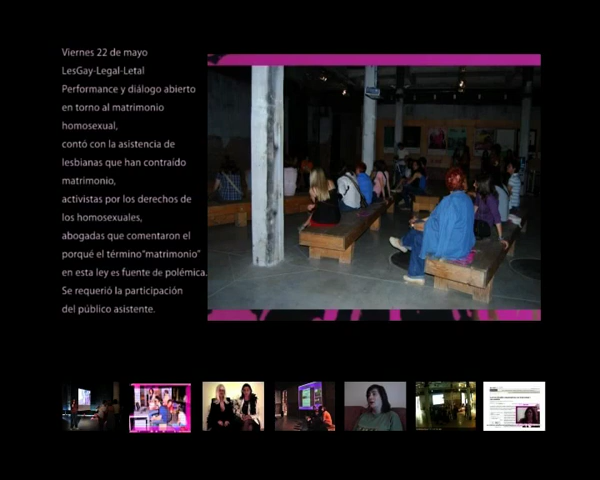 Viernes 22 de mayo
LesGay-Legal-Letal
Performance y diálogo abierto
en torno al matrimonio
homosexual,
contó con la asistencia de
lesbianas que han contraído
matrimonio,
activistas por los derechos de
los homosexuales,
abogadas que comentaron el
porqué el término"matrimonio"
en esta ley es fuente de polémica.
Se requerió la participación
del público asistente.